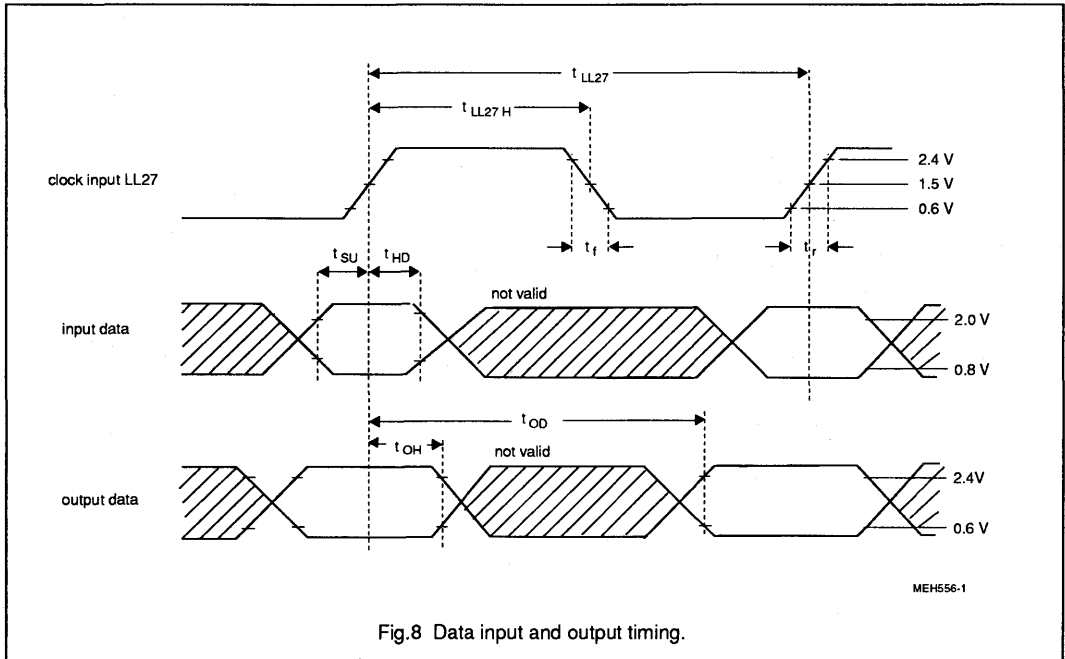 t LL27
t LL27 H
clock input LL27
2.4 V
1.5 V
0.6 V
t SU
t HD
t f
t r
not valid
input data
2.0 V
0.8 V
t OD
t OH
not valid
output data
2.4V
0.6 V
MEH556-1
Fig.8 Data input and output timing.